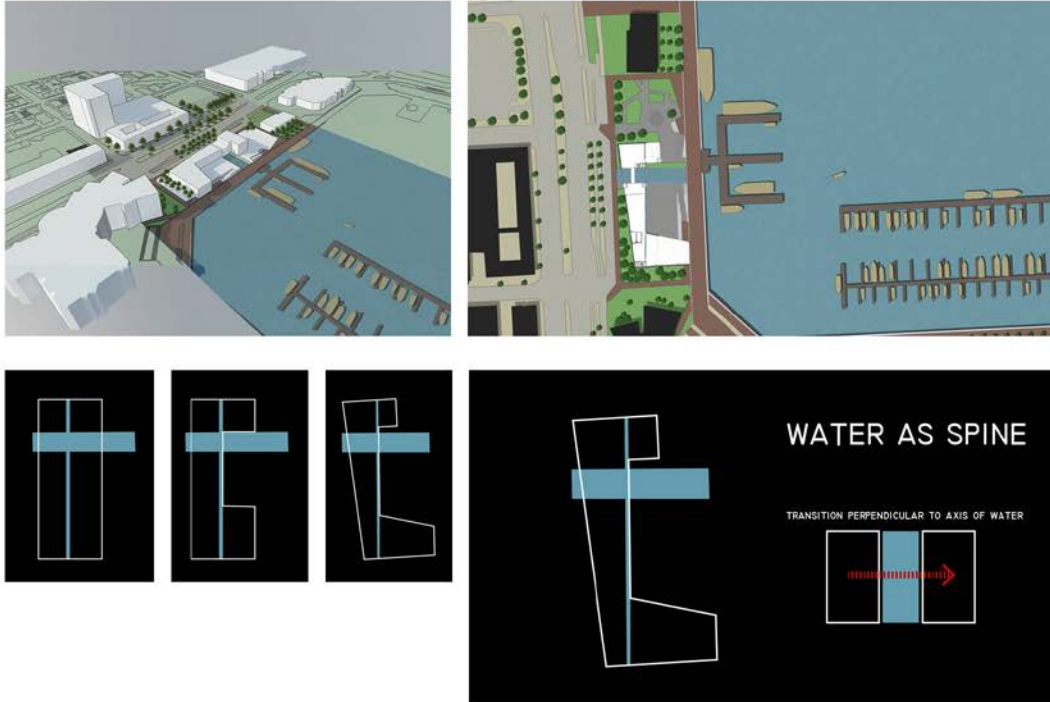 WATER AS SPINE
TRANSITION PERPENDICULAR TO AXIS OF WATER